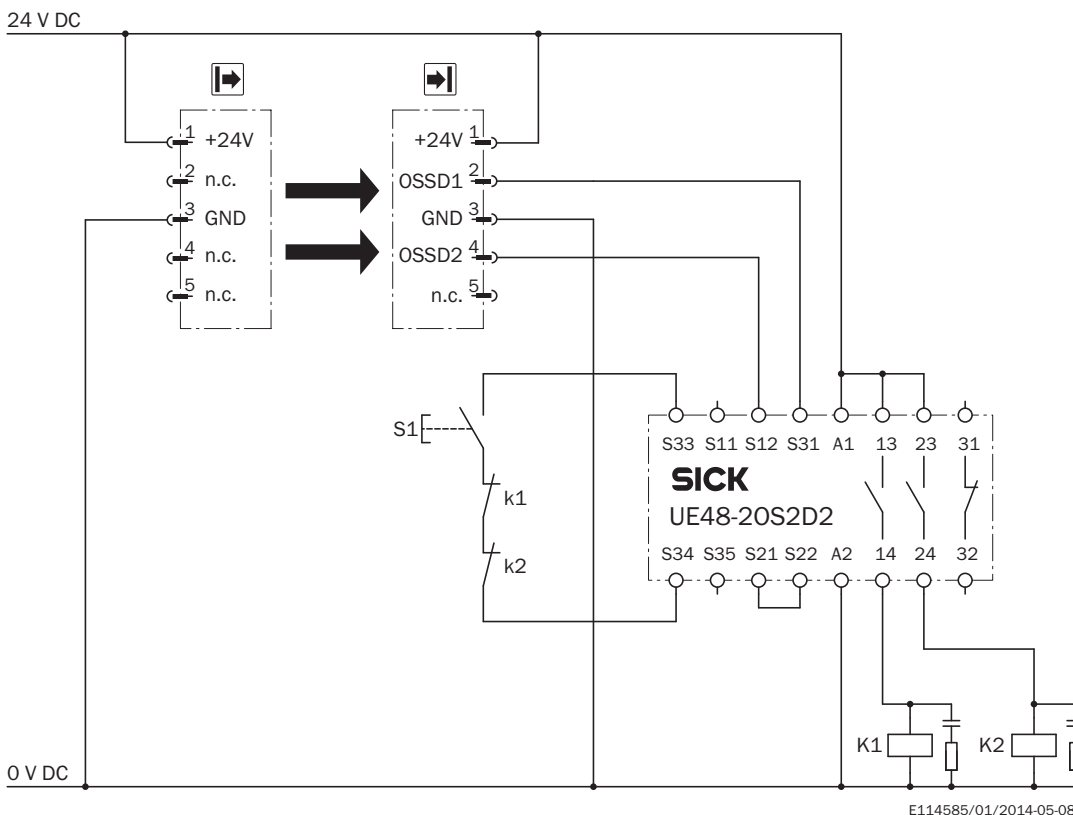 24 V DC
1 +24V
2 n.c.
3 GND
4 n.c.
5 n.c.
+24V 1
OSSD1 2
GND 3
OSSD2 4
n.c. 5
S1
k1
k2
S33 S11 S12 S31 A1 13 23 31
SICK
UE48-20S2D2
S34 S35 S21 S22 A2 14 24 32
K1
K2
0 V DC
E114585/01/2014-05-08